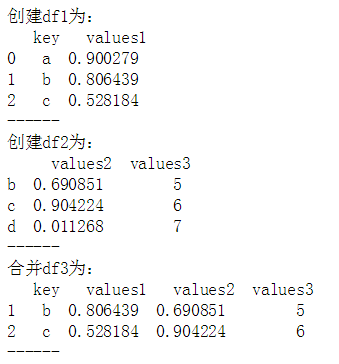 创建df1为:
key values1
0 a 0.900279
1 b 0.806439
2 c 0.528184
------
创建df2为:
values2 values3
b 0.690851 5
c 0.904224 6
d 0.011268 7
------
合并df3为:
key values1 values2 values3
1 b 0.806439 0.690851 5
2 c 0.528184 0.904224 6
------